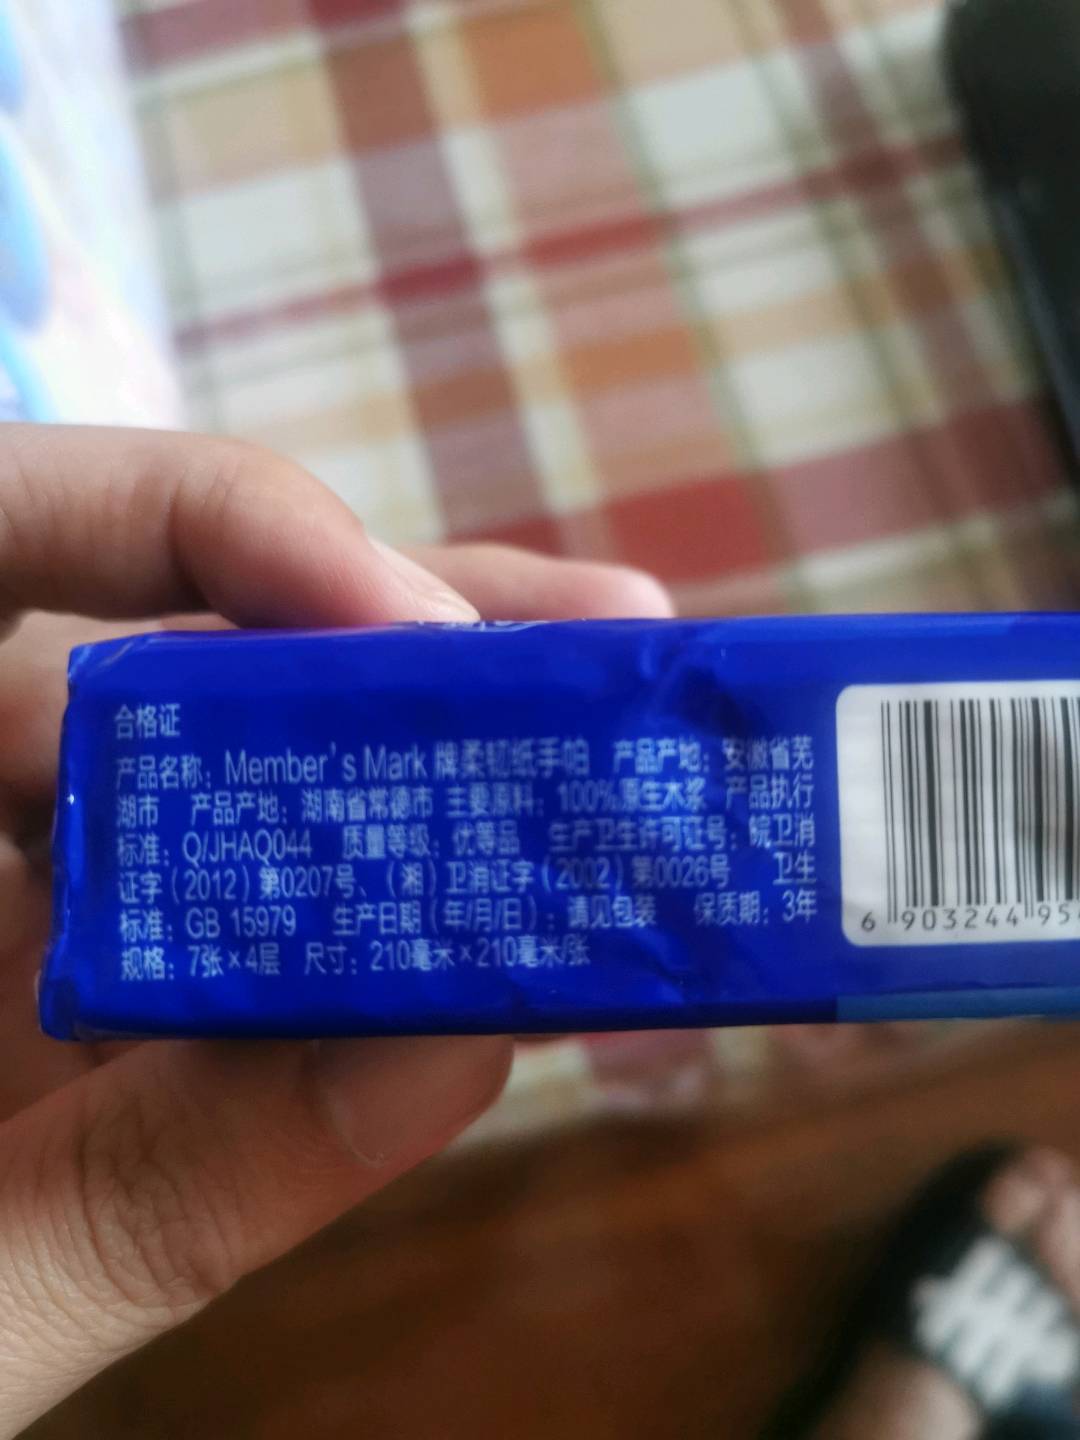 合格证
产品名称：Member's Mark 牌柔韧纸手帕 产品产地：安徽省芜
湖市 产品产地：湖南省常德市 主要原料：100%原生木浆 产品执行
标准：Q/JHAQ044 质量等级：优等品 生产卫生许可证号：皖卫消
证字（2012）第0207号、（湘）卫消证字（2002）第0026号 卫生
标准：GB 15979 生产日期（年/月/日）：请见包装 保质期：3年
规格：7张×4层 尺寸：210毫米×210毫米/张
6 903244 95